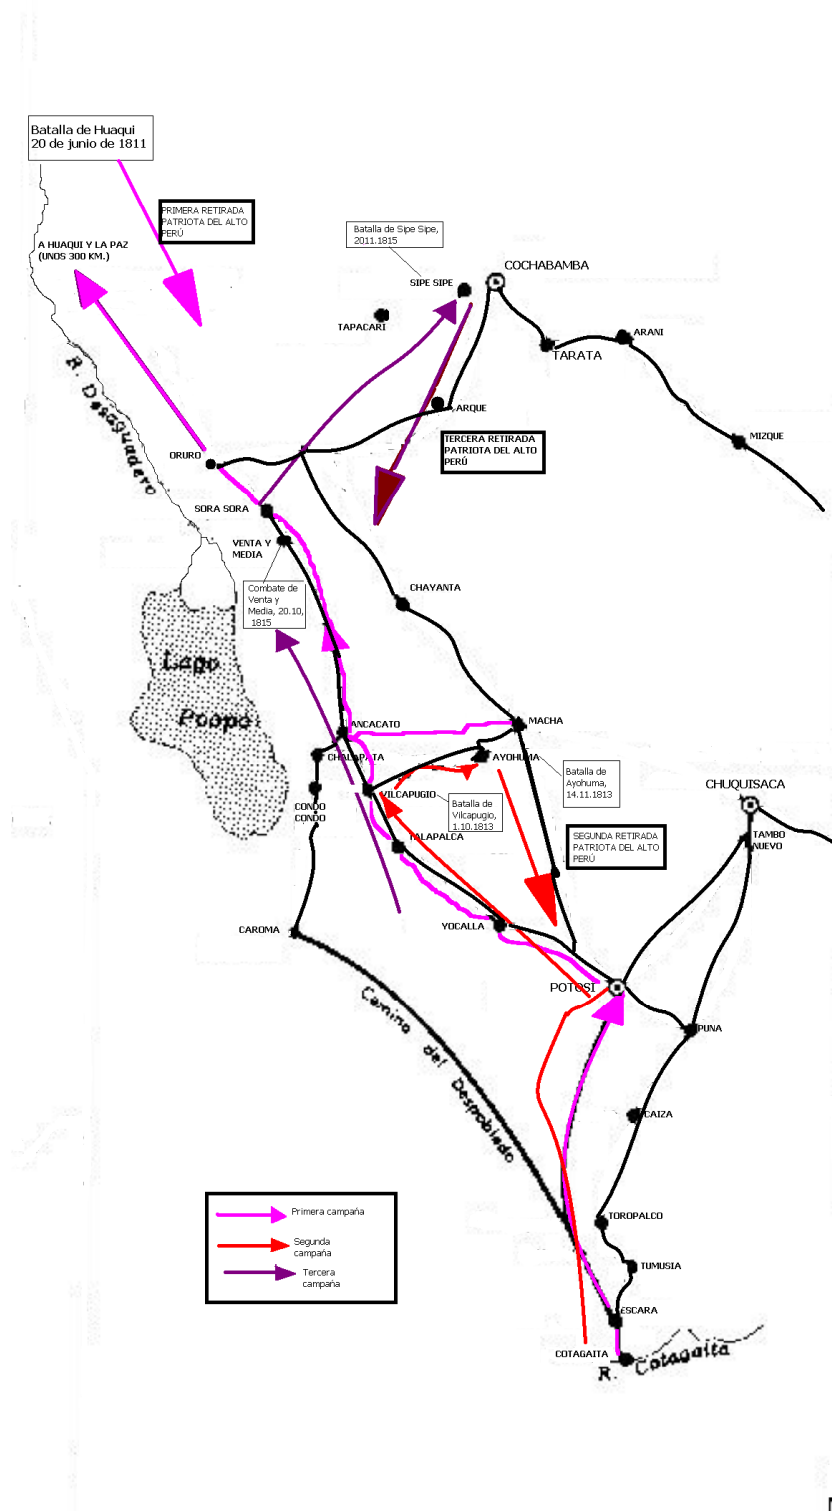 Batalla de Huaqui
20 de junio de 1811
PRIMERA RETIRADA
PATRIOTA DEL ALTO
PERÚ
A HUAQUI Y LA PAZ
(UNOS 300 KM.)
Batalla de Sipe Sipe,
2011.1815
SIPE SIPE
COCHABAMBA
TAPACARI
ARANI
TARATA
R. Desaguadero
ARQUE
MIZQUE
TERCERA RETIRADA
PATRIOTA DEL ALTO
PERÚ
ORURO
SORA SORA
VENTA Y
MEDIA
Combate de
Venta y
Media, 20.10,
1815
CHAYANTA
Lago
Poopó
ANCACATO
MACHA
CHALAPATA
AYOHUMA
Batalla de
Ayohuma,
14.11.1813
CHUQUISACA
VILCAPUGIO
CONDO
CONDO
Batalla de
Vilcapugio,
1.10.1813
TAMBO
NUEVO
SEGUNDA RETIRADA
PATRIOTA DEL ALTO
PERÚ
TALAPALCA
YOCALLA
CAROMA
POTOSI
Camino del Despoblado
PUNA
CAIZA
TOROPALCO
TUMUSIA
ESCARA
COTAGAITA
R. Cotagaita
Primera campaña
Segunda
campaña
Tercera
campaña